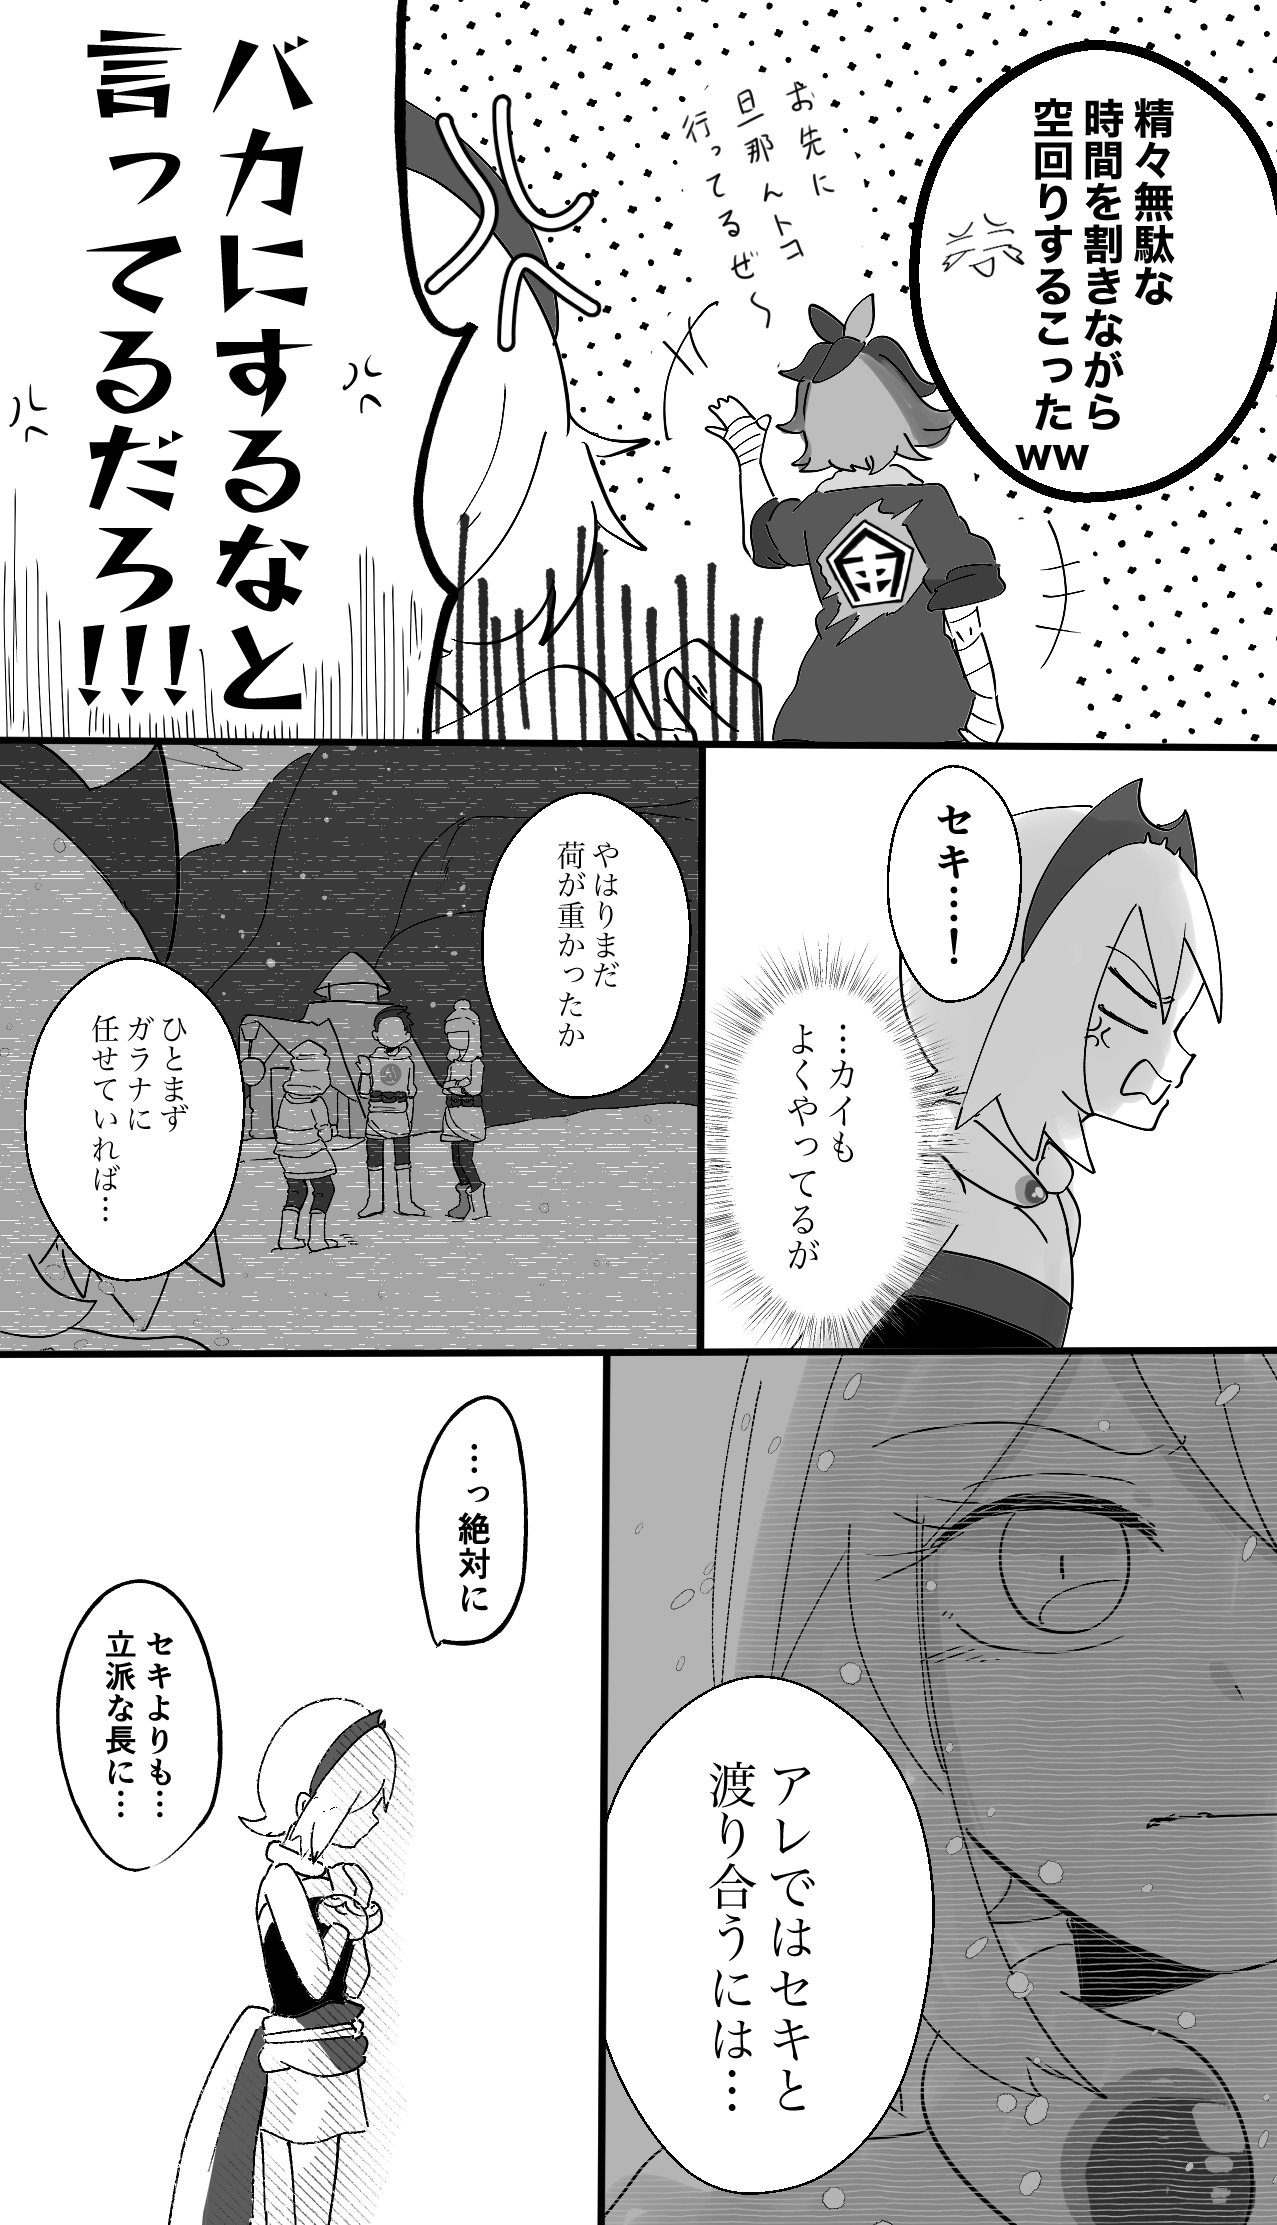 精々無駄な
時間を割きながら
空回りするこった
ww
お先に
旦那んトコ
行ってるぜ～
バカにするなと
言ってるだろ!!!
セキ…!
…カイも
よくやってるが
やはりまだ
荷が重かったか
ひとまず
ガラナに
任せていれば…
アレではセキと
渡り合うには…
…っ絶対に
セキよりも…
立派な長に…